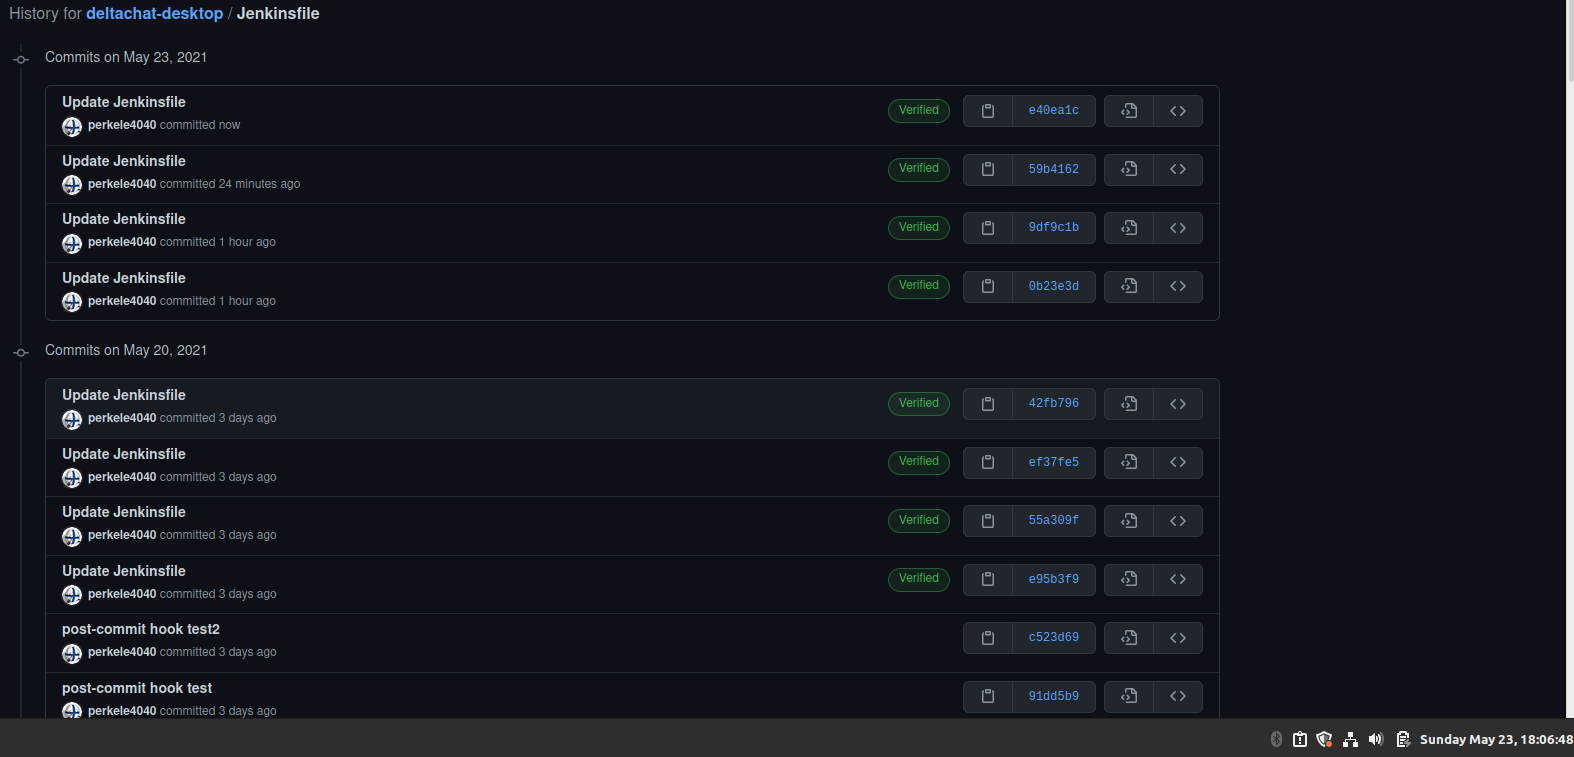 History for deltachat-desktop / Jenkinsfile
Commits on May 23, 2021
Update Jenkinsfile
perkele4040 committed now
Verified
e40ea1c
Update Jenkinsfile
perkele4040 committed 24 minutes ago
Verified
59b4162
Update Jenkinsfile
perkele4040 committed 1 hour ago
Verified
9df9c1b
Update Jenkinsfile
perkele4040 committed 1 hour ago
Verified
0b23e3d
Commits on May 20, 2021
Update Jenkinsfile
perkele4040 committed 3 days ago
Verified
42fb796
Update Jenkinsfile
perkele4040 committed 3 days ago
Verified
ef37fe5
Update Jenkinsfile
perkele4040 committed 3 days ago
Verified
55a309f
Update Jenkinsfile
perkele4040 committed 3 days ago
Verified
e95b3f9
post-commit hook test2
perkele4040 committed 3 days ago
c523d69
post-commit hook test
perkele4040 committed 3 days ago
91dd5b9
Sunday May 23, 18:06:48